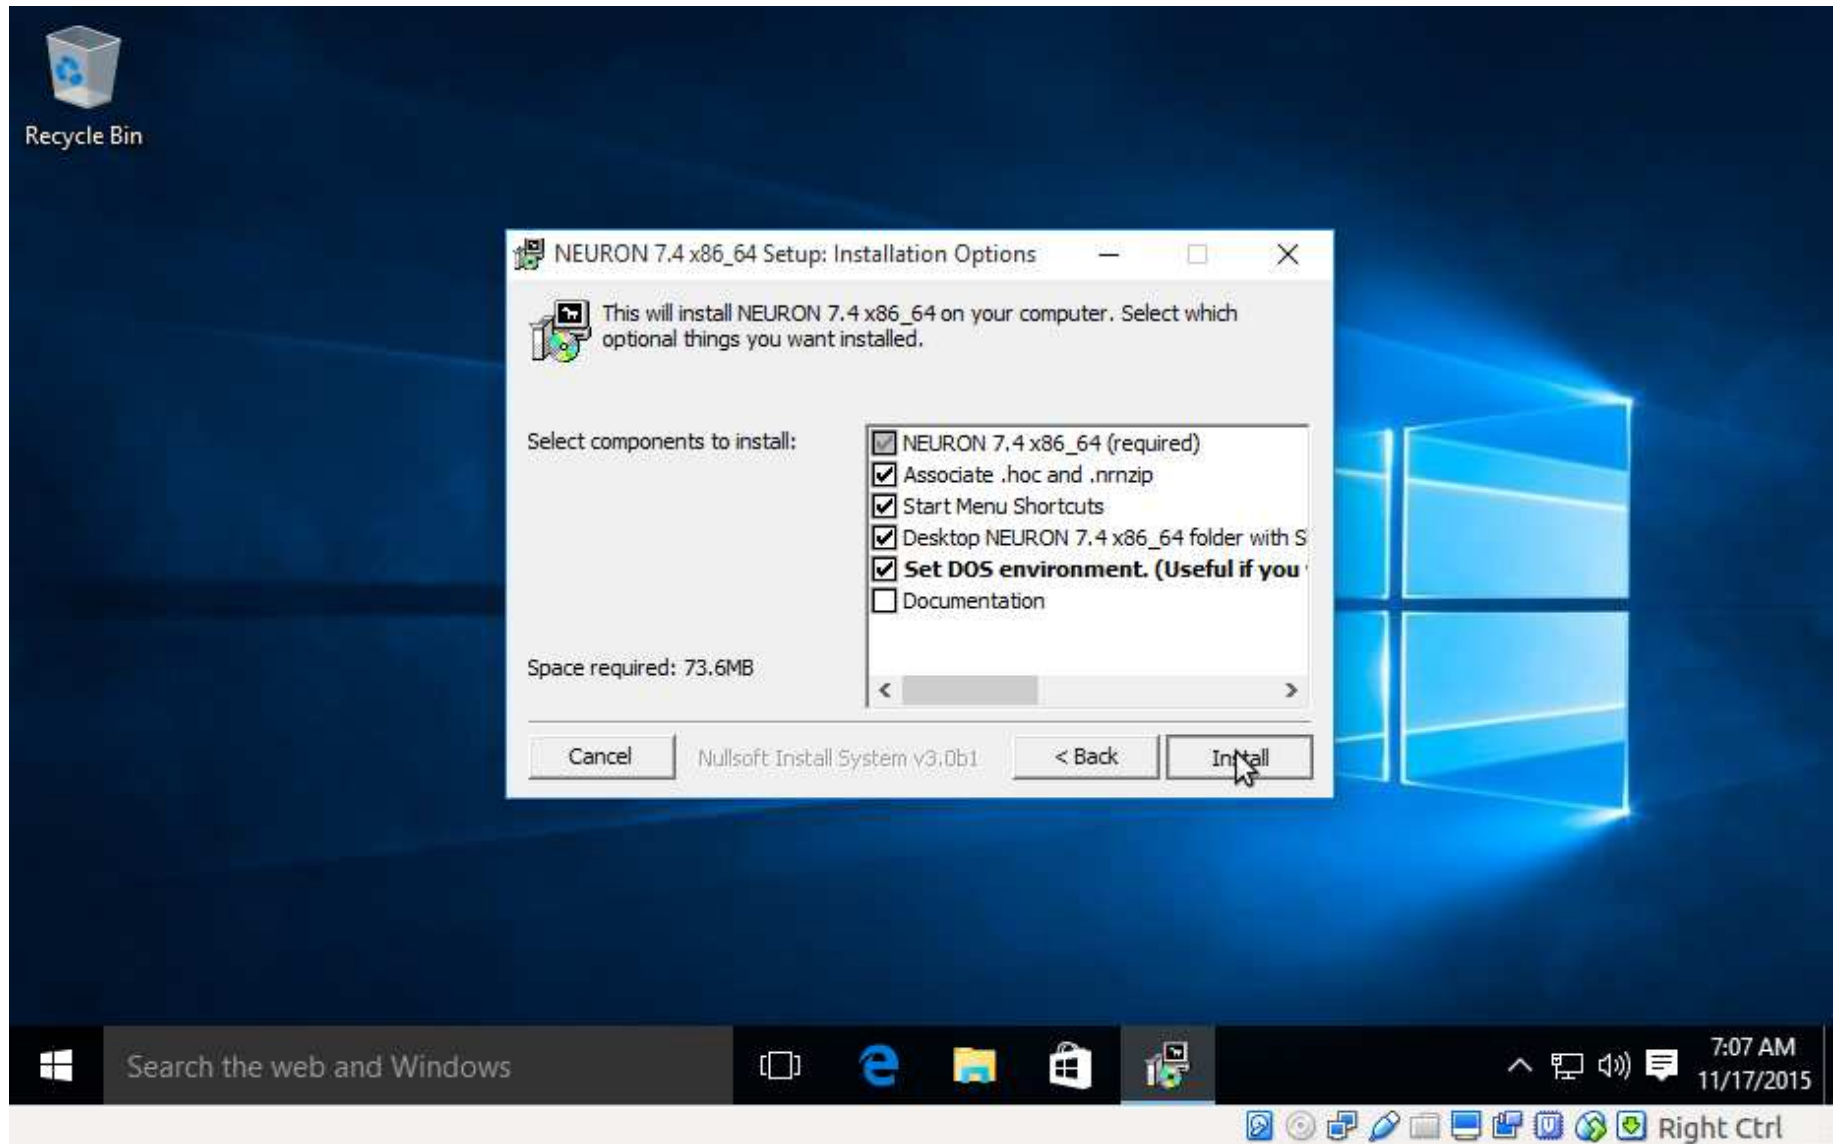 Recycle Bin
NEURON 7.4 x86_64 Setup: Installation Options
This will install NEURON 7.4 x86_64 on your computer. Select which
optional things you want installed.
Select components to install:
NEURON 7.4 x86_64 (required)
Associate .hoc and .nrnzip
Start Menu Shortcuts
Desktop NEURON 7.4 x86_64 folder with S
Set DOS environment. (Useful if you
Documentation
Space required: 73.6MB
Cancel
Nullsoft Install System v3.0b1
< Back
Install
Search the web and Windows
7:07 AM
11/17/2015
Right Ctrl